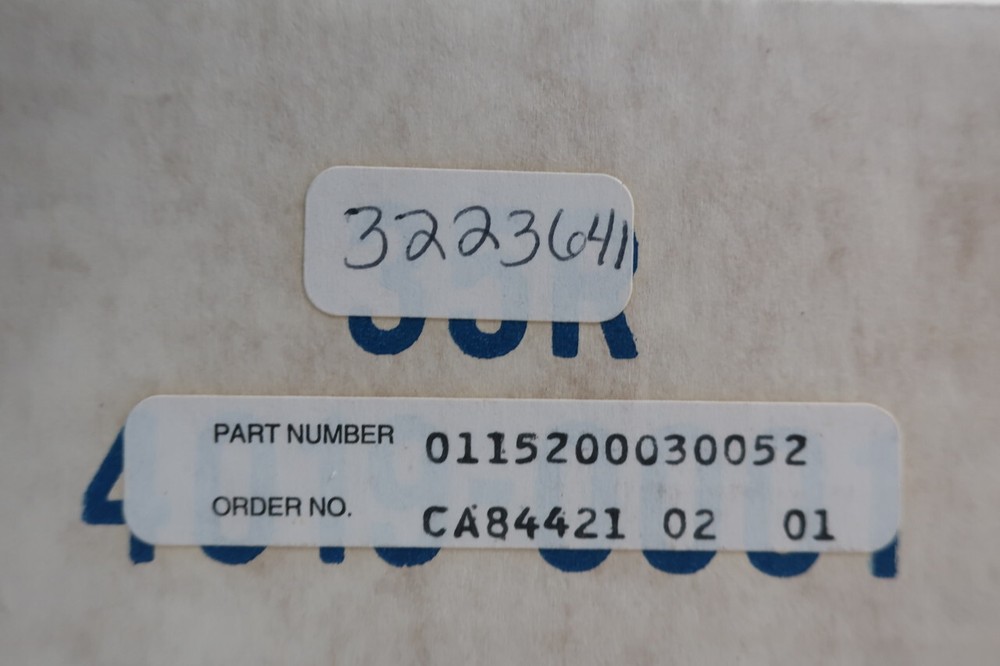 3223641
PART NUMBER 0115200030052
ORDER NO. CA84421 02 01